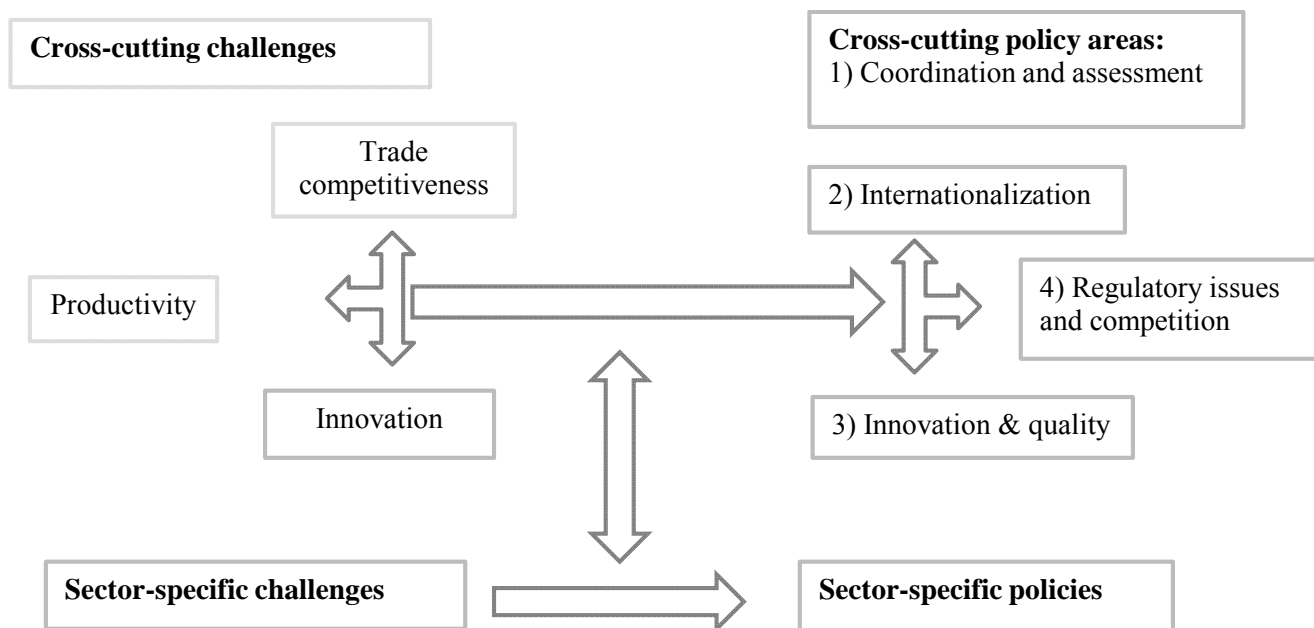 Cross-cutting challenges
Cross-cutting policy areas:
1) Coordination and assessment
Trade
competitiveness
2) Internationalization
Productivity
4) Regulatory issues
and competition
Innovation
3) Innovation & quality
Sector-specific challenges
Sector-specific policies